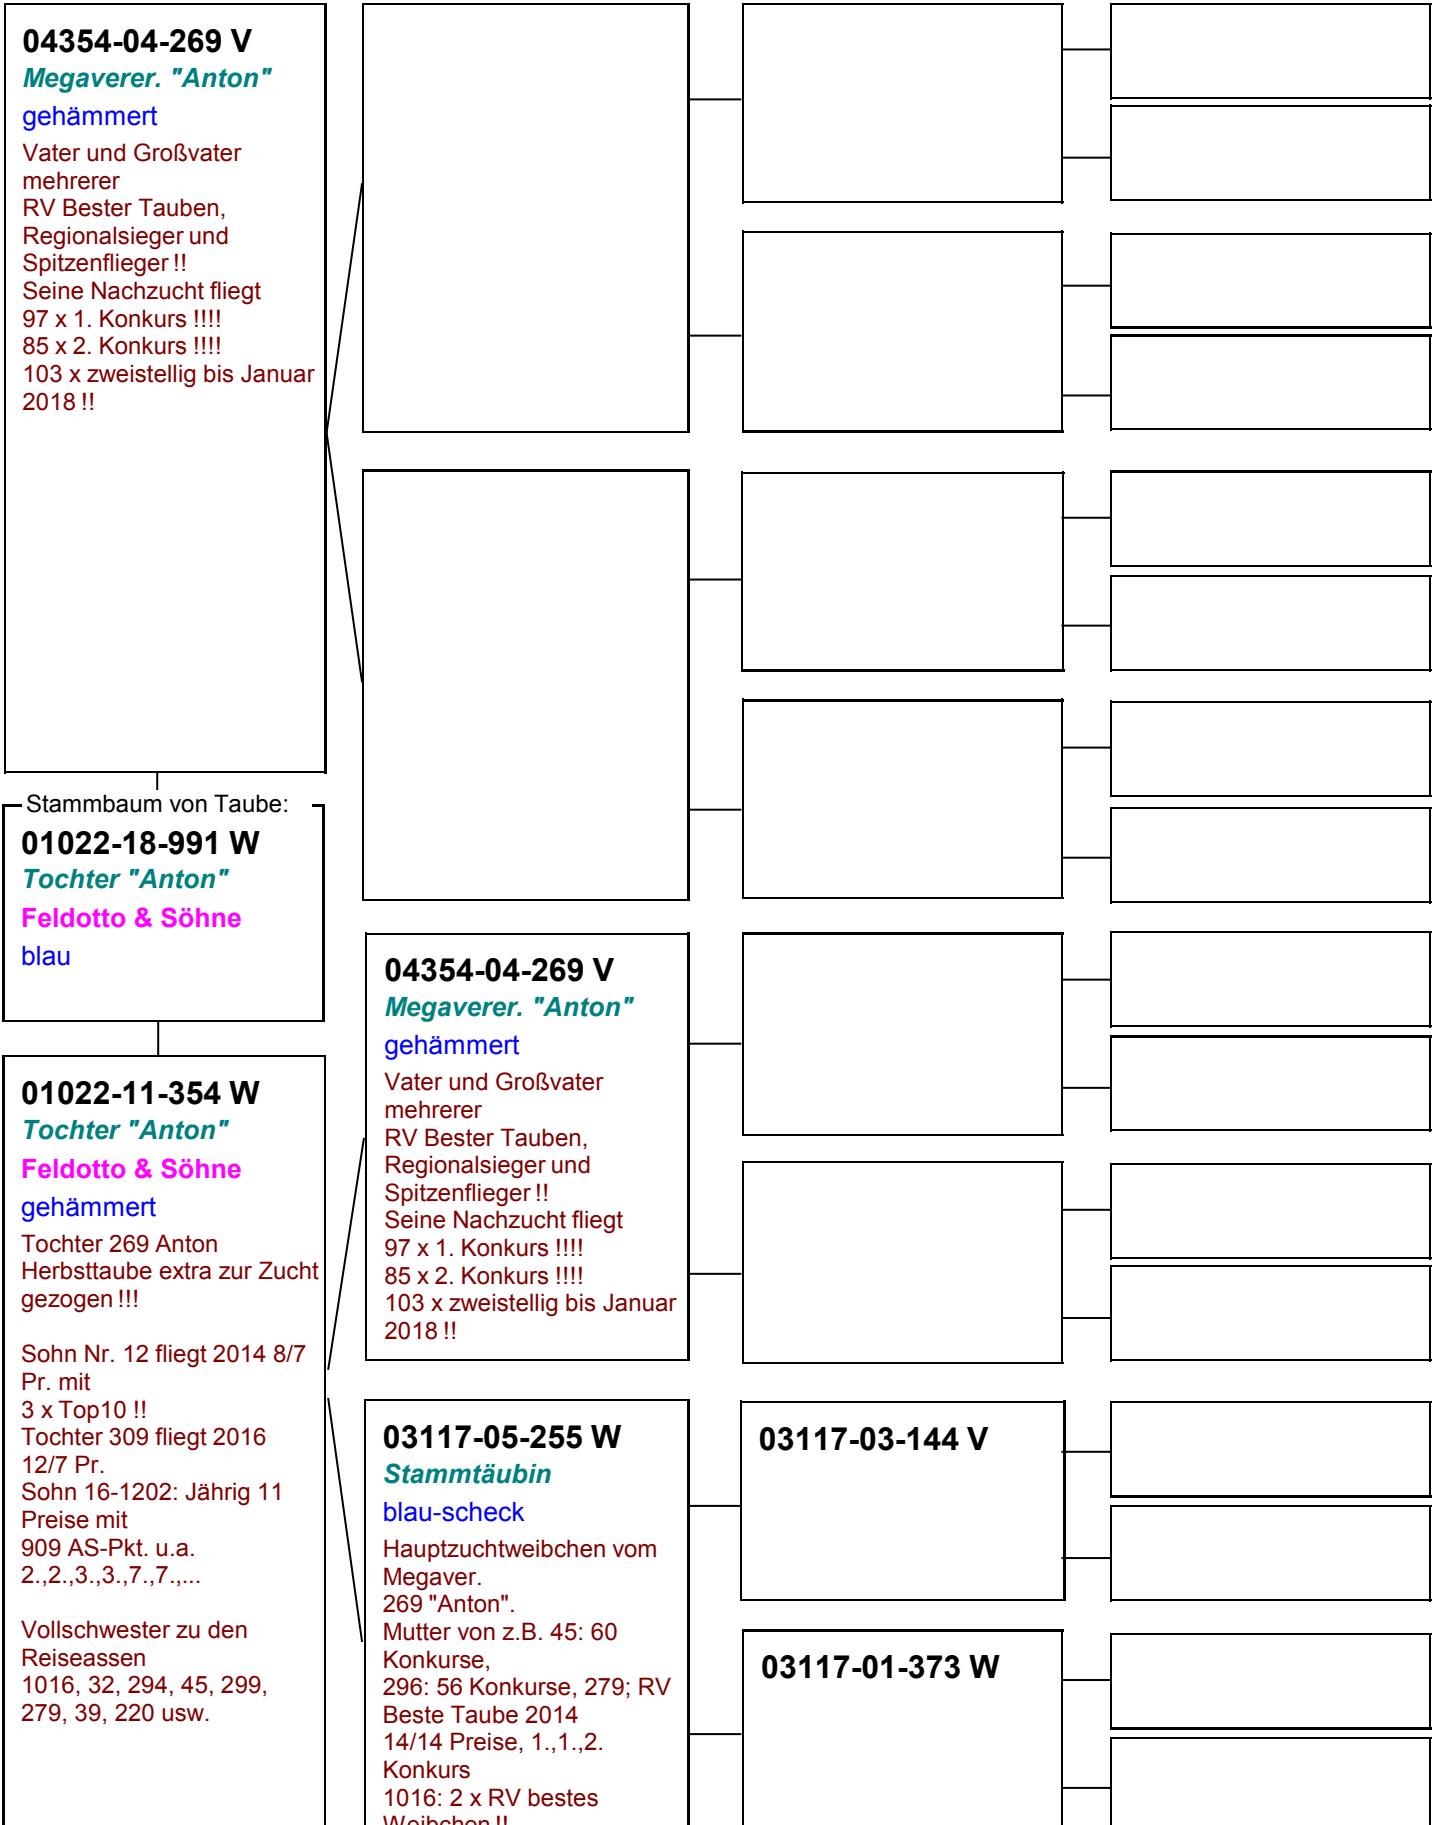 04354-04-269 V
Megaverer. "Anton"
gehämmert
Vater und Großvater
mehrerer
RV Bester Tauben,
Regionalsieger und
Spitzenflieger !!
Seine Nachzucht fliegt
97 x 1. Konkurs !!!!
85 x 2. Konkurs !!!!
103 x zweistellig bis Januar
2018 !!
Stammbaum von Taube:
01022-18-991 W
Tochter "Anton"
Feldotto & Söhne
blau
01022-11-354 W
Tochter "Anton"
Feldotto & Söhne
gehämmert
Tochter 269 Anton
Herbsttaube extra zur Zucht
gezogen !!!
Sohn Nr. 12 fliegt 2014 8/7
Pr. mit
3 x Top10 !!
Tochter 309 fliegt 2016
12/7 Pr.
Sohn 16-1202: Jährig 11
Preise mit
909 AS-Pkt. u.a.
2.,2.,3.,3.,7.,7.,...
Vollschwester zu den
Reiseassen
1016, 32, 294, 45, 299,
279, 39, 220 usw.
04354-04-269 V
Megaverer. "Anton"
gehämmert
Vater und Großvater
mehrerer
RV Bester Tauben,
Regionalsieger und
Spitzenflieger !!
Seine Nachzucht fliegt
97 x 1. Konkurs !!!!
85 x 2. Konkurs !!!!
103 x zweistellig bis Januar
2018 !!
03117-05-255 W
Stammtäubin
blau-scheck
Hauptzuchtweibchen vom
Megaver.
269 "Anton".
Mutter von z.B. 45: 60
Konkurse,
296: 56 Konkurse, 279; RV
Beste Taube 2014
14/14 Preise, 1.,1.,2.
Konkurs
1016: 2 x RV bestes
Weibchen !!
03117-03-144 V
03117-01-373 W